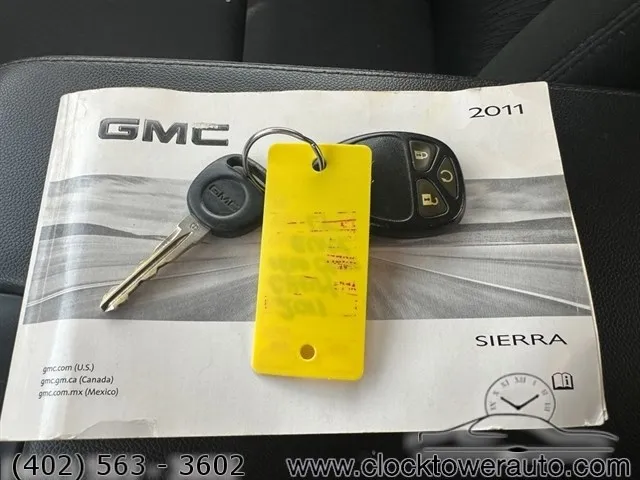 GMC
2011
GMC
SIERRA
gmc.com (U.S.)
gmc.gm.ca (Canada)
gmc.com.mx (Mexico)
(402) 563 - 3602
www.clocktowerauto.com